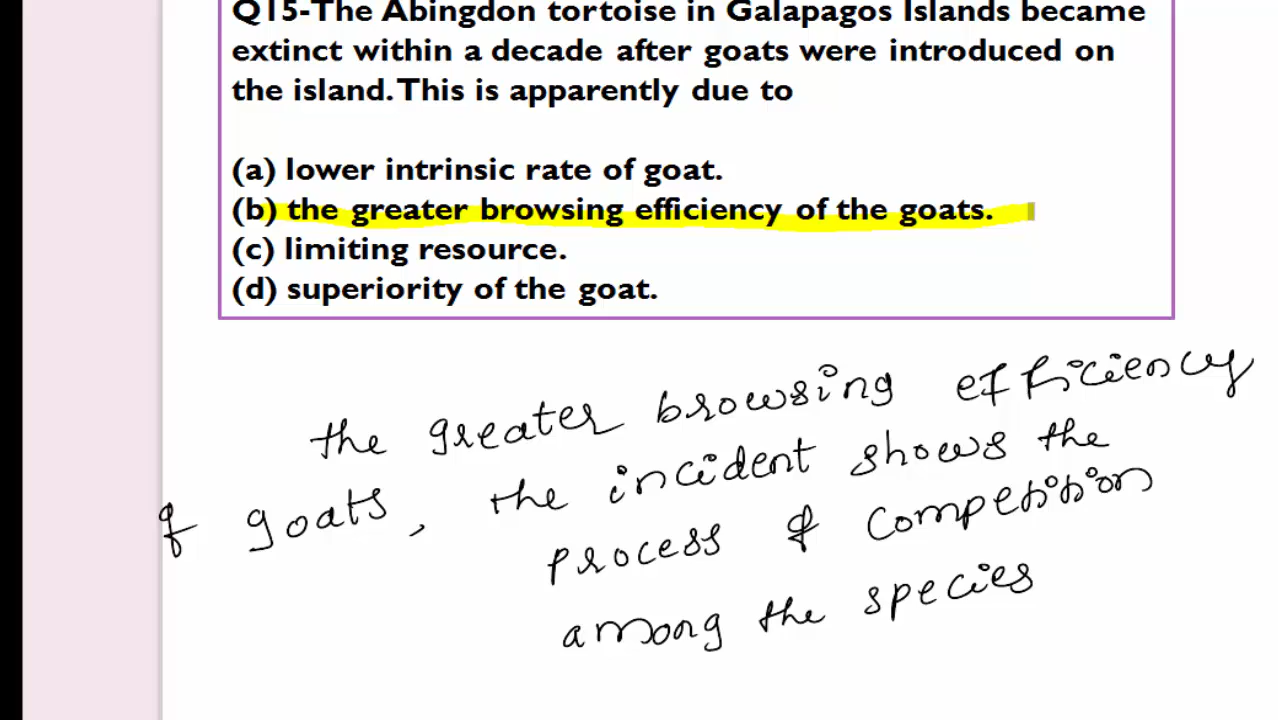 Q15-The Abingdon tortoise in Galapagos Islands became
extinct within a decade after goats were introduced on
the island. This is apparently due to
(a) lower intrinsic rate of goat.
(b) the greater browsing efficiency of the goats.
(c) limiting resource.
(d) superiority of the goat.
the greater browsing efficiency
of goats, the incident shows the
process of competition
among the species